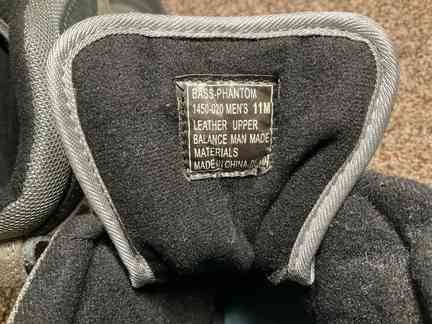 BASS-PHANTOM
1450-020 MEN'S 11M
LEATHER UPPER
BALANCE MAN MADE
MATERIALS
MADE IN CHINA